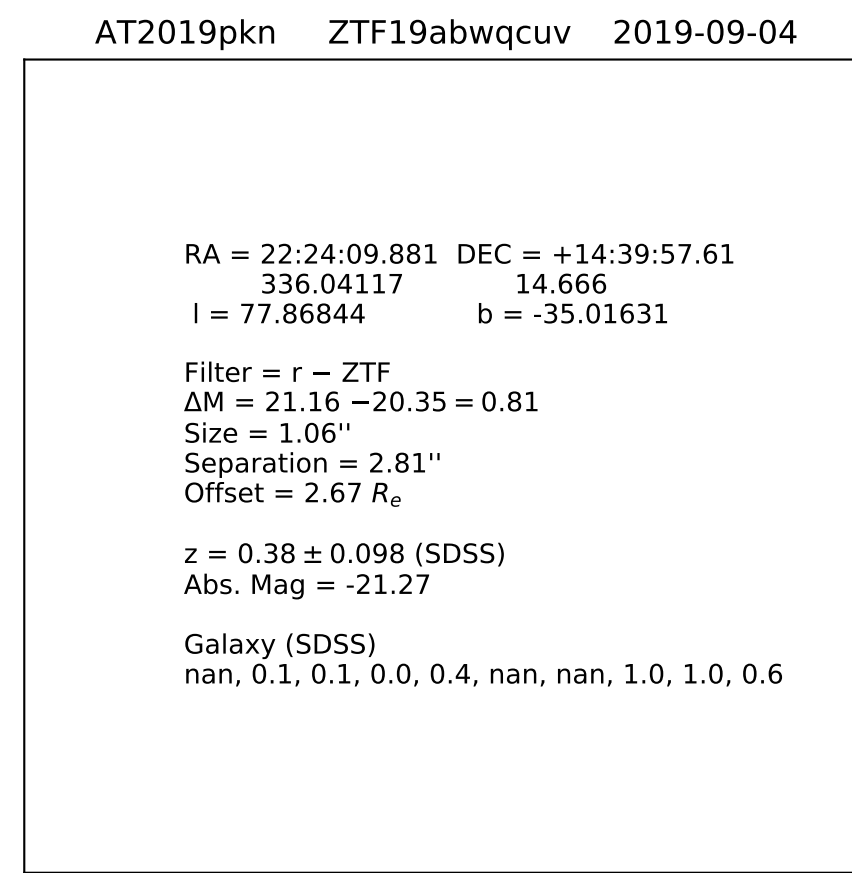 AT2019pkn ZTF19abwqcuv 2019-09-04
RA = 22:24:09.881 DEC = +14:39:57.61
336.04117 14.666
l = 77.86844 b = -35.01631
Filter = r − ZTF
ΔM = 21.16 −20.35 = 0.81
Size = 1.06''
Separation = 2.81''
Offset = 2.67 Rₑ
z = 0.38 ± 0.098 (SDSS)
Abs. Mag = -21.27
Galaxy (SDSS)
nan, 0.1, 0.1, 0.0, 0.4, nan, nan, 1.0, 1.0, 0.6